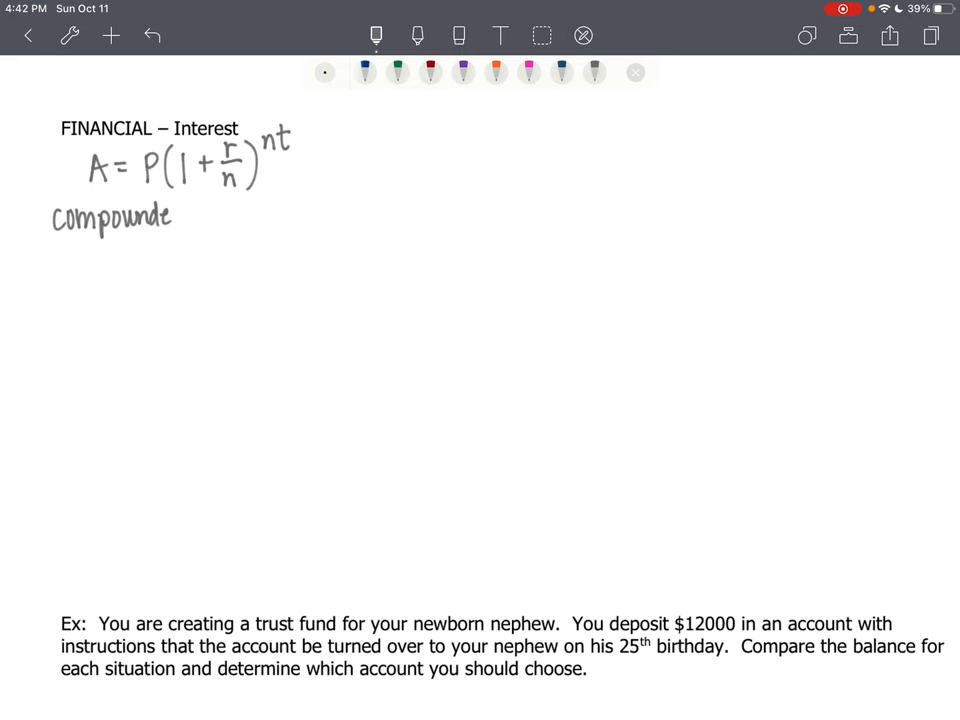 4:42 PM Sun Oct 11 39%
T
FINANCIAL – Interest
A = P(1 + r/n)^nt
compounde
Ex: You are creating a trust fund for your newborn nephew. You deposit $12000 in an account with
instructions that the account be turned over to your nephew on his 25th birthday. Compare the balance for
each situation and determine which account you should choose.